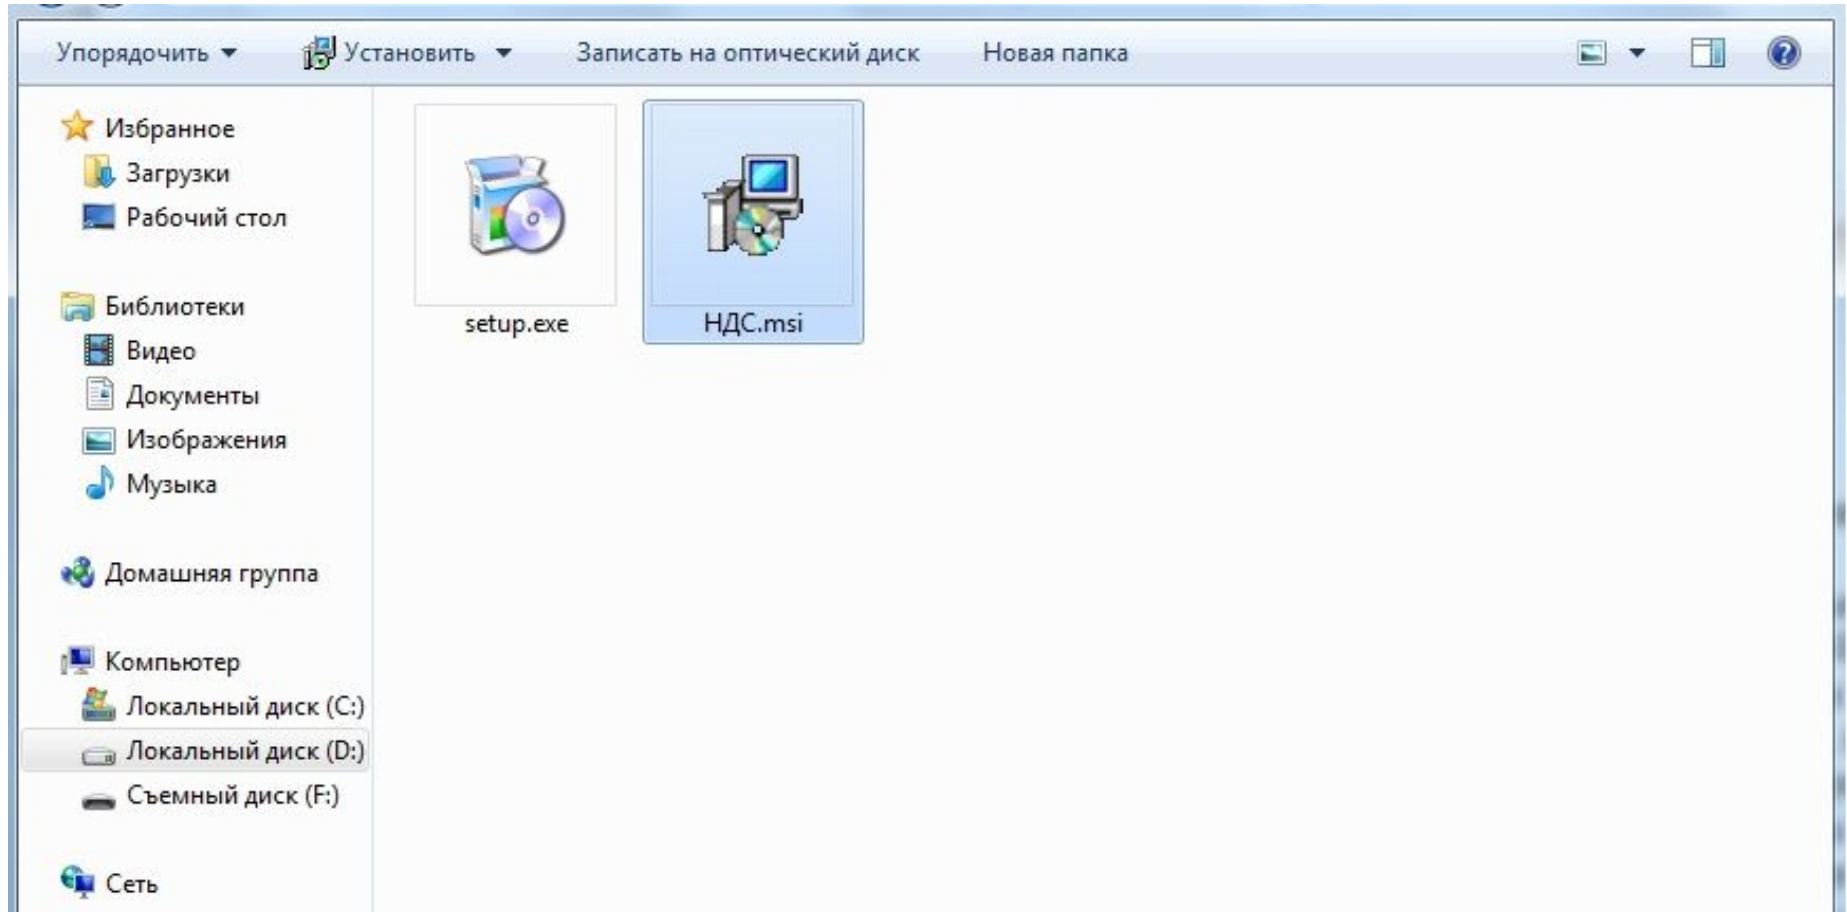 Упорядочить Установить Записать на оптический диск Новая папка
Избранное
Загрузки
Рабочий стол
Библиотеки
Видео
Документы
Изображения
Музыка
Домашняя группа
Компьютер
Локальный диск (C:)
Локальный диск (D:)
Съемный диск (F:)
Сеть
setup.exe
НДС.msi